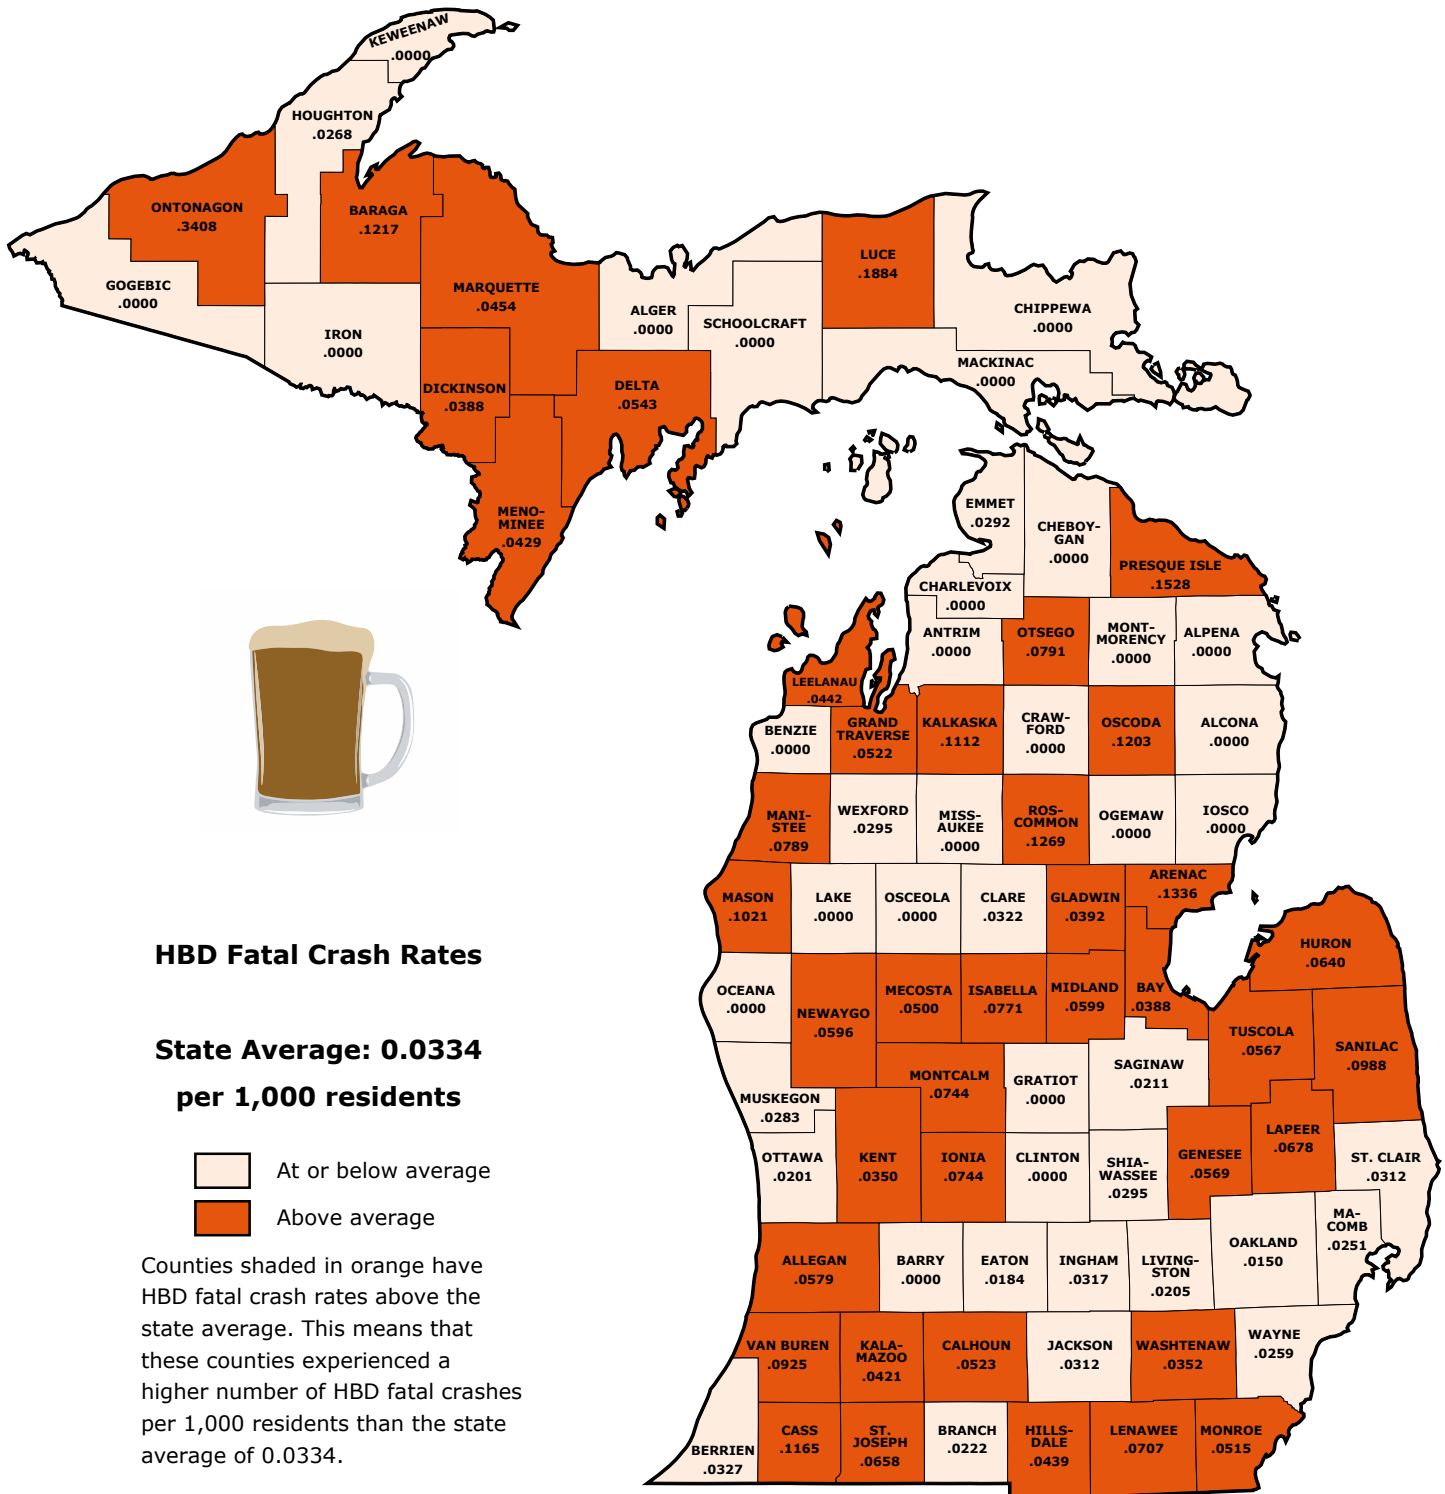 KEWEENAW
.0000
HOUGHTON
.0268
ONTONAGON
.3408
BARAGA
.1217
GOGEBIC
.0000
MARQUETTE
.0454
IRON
.0000
ALGER
.0000
SCHOOLCRAFT
.0000
LUCE
.1884
CHIPPEWA
.0000
MACKINAC
.0000
DICKINSON
.0388
DELTA
.0543
MENO-
MINEE
.0429
EMMET
.0292
CHEBOY-
GAN
.0000
PRESQUE ISLE
.1528
CHARLEVOIX
.0000
ANTRIM
.0000
OTSEGO
.0791
MONT-
MORENCY
.0000
ALPENA
.0000
LEELANAU
.0442
BENZIE
.0000
GRAND
TRAVERSE
.0522
KALKASKA
.1112
CRAW-
FORD
.0000
OSCODA
.1203
ALCONA
.0000
MANI-
STEE
.0789
WEXFORD
.0295
MISS-
AUKEE
.0000
ROS-
COMMON
.1269
OGEMAW
.0000
IOSCO
.0000
MASON
.1021
LAKE
.0000
OSCEOLA
.0000
CLARE
.0322
GLADWIN
.0392
ARENAC
.1336
HURON
.0640
OCEANA
.0000
NEWAYGO
.0596
MECOSTA
.0500
ISABELLA
.0771
MIDLAND
.0599
BAY
.0388
TUSCOLA
.0567
SANILAC
.0988
MUSKEGON
.0283
MONTCALM
.0744
GRATIOT
.0000
SAGINAW
.0211
OTTAWA
.0201
KENT
.0350
IONIA
.0744
CLINTON
.0000
SHIA-
WASSEE
.0295
GENESEE
.0569
LAPEER
.0678
ST. CLAIR
.0312
ALLEGAN
.0579
BARRY
.0000
EATON
.0184
INGHAM
.0317
LIVING-
STON
.0205
OAKLAND
.0150
MA-
COMB
.0251
VAN BUREN
.0925
KALA-
MAZOO
.0421
CALHOUN
.0523
JACKSON
.0312
WASHTENAW
.0352
WAYNE
.0259
BERRIEN
.0327
CASS
.1165
ST.
JOSEPH
.0658
BRANCH
.0222
HILLS-
DALE
.0439
LENAWEE
.0707
MONROE
.0515
HBD Fatal Crash Rates
State Average: 0.0334
per 1,000 residents
At or below average
Above average
Counties shaded in orange have
HBD fatal crash rates above the
state average. This means that
these counties experienced a
higher number of HBD fatal crashes
per 1,000 residents than the state
average of 0.0334.